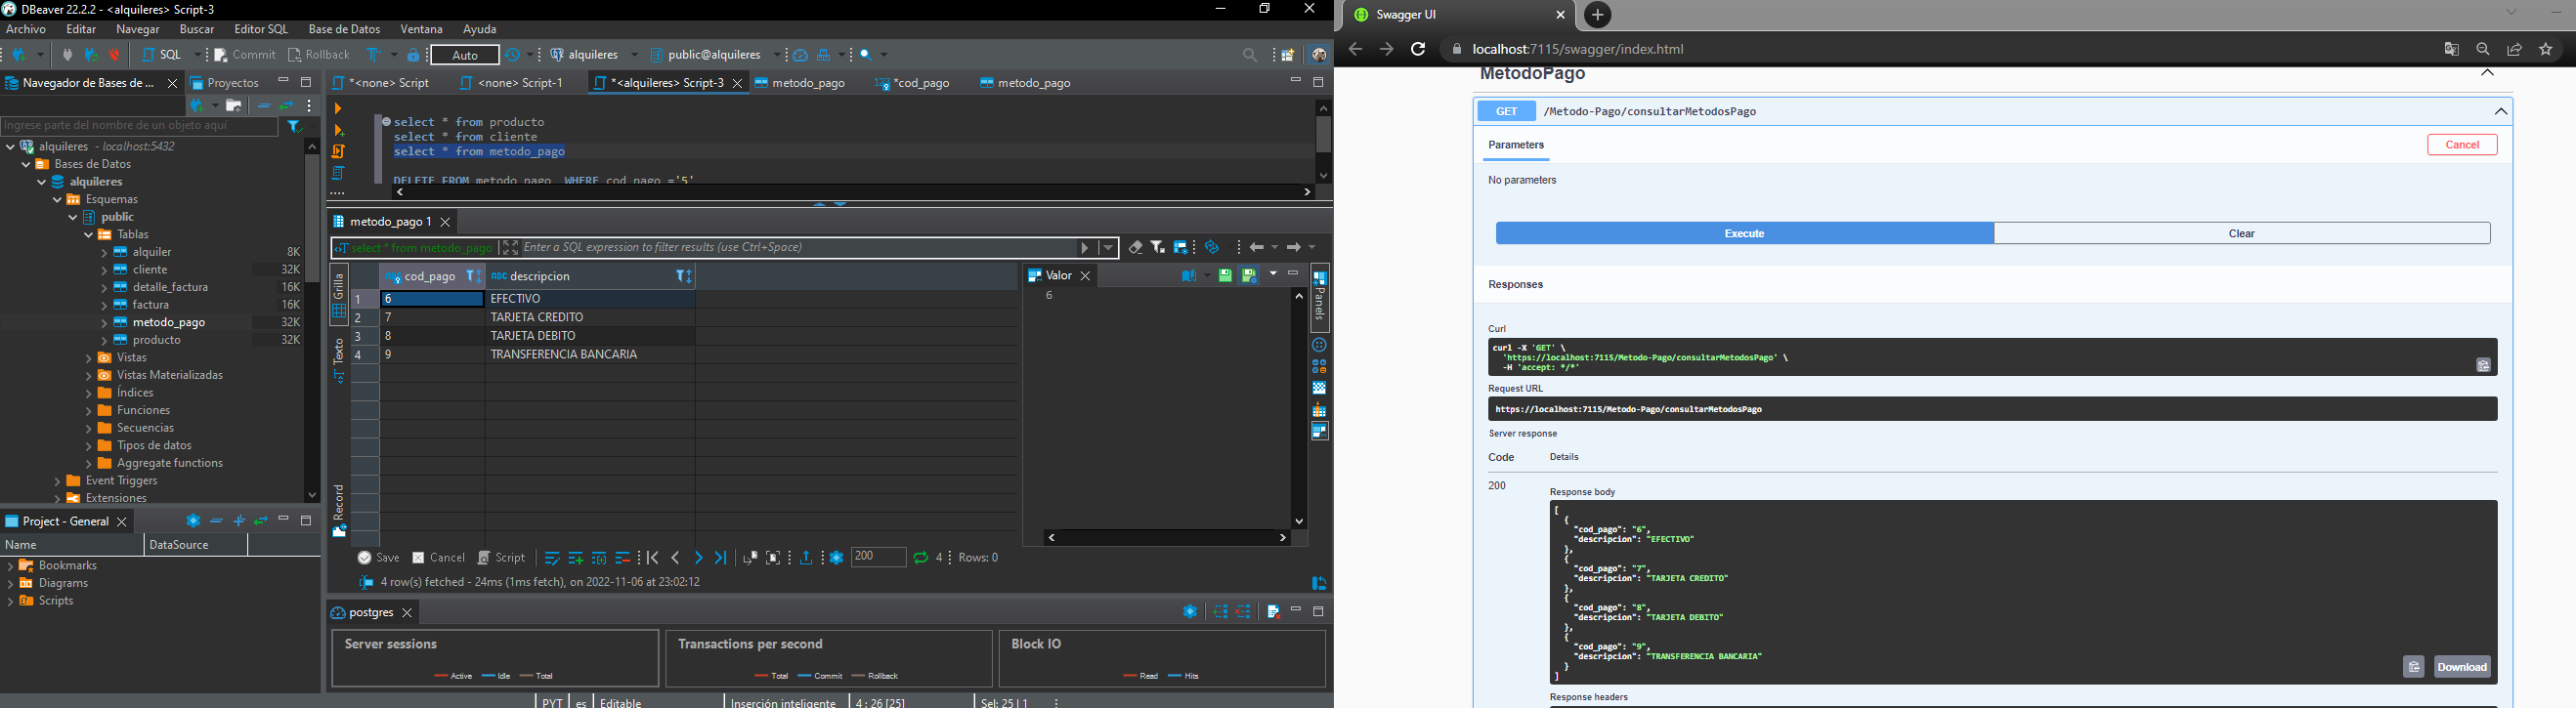 DBeaver 22.2.2 - <alquileres> Script-3
Archivo Editar Navegar Buscar Editor SQL Base de Datos Ventana Ayuda
SQL Commit Rollback Auto alquileres public@alquileres
Navegador de Bases de ... Proyectos
Ingrese parte del nombre de un objeto aquí
alquileres - localhost:5432
Bases de Datos
alquileres
Esquemas
public
Tablas
alquiler 8K
cliente 32K
detalle_factura 16K
factura 16K
metodo_pago 32K
producto 32K
Vistas
Vistas Materializadas
Índices
Funciones
Secuencias
Tipos de datos
Aggregate functions
Event Triggers
Extensiones
Project - General
Name DataSource
Bookmarks
Diagrams
Scripts
*<none> Script <none> Script-1 *<alquileres> Script-3 metodo_pago *cod_pago metodo_pago
select * from producto
select * from cliente
select * from metodo_pago
DELETE FROM metodo_pago WHERE cod_pago ='5'
metodo_pago 1
select * from metodo_pago Enter a SQL expression to filter results (use Ctrl+Space)
Grilla
Texto
Record
cod_pago ABC descripcion
1 6 EFECTIVO
2 7 TARJETA CREDITO
3 8 TARJETA DEBITO
4 9 TRANSFERENCIA BANCARIA
Valor
6
Panels
Save Cancel Script 200 4 Rows: 0
4 row(s) fetched - 24ms (1ms fetch), on 2022-11-06 at 23:02:12
postgres
Server sessions
Active Idle Total
Transactions per second
Total Commit Rollback
Block IO
Read Hits
PYT es Editable Inserción inteligente 4 : 26 [25] Sel: 25 | 1
Swagger UI
localhost:7115/swagger/index.html
MetodoPago
GET /Metodo-Pago/consultarMetodosPago
Parameters Cancel
No parameters
Execute Clear
Responses
Curl
curl -X 'GET' \
'https://localhost:7115/Metodo-Pago/consultarMetodosPago' \
-H 'accept: */*'
Request URL
https://localhost:7115/Metodo-Pago/consultarMetodosPago
Server response
Code Details
200
Response body
[
{
"cod_pago": "6",
"descripcion": "EFECTIVO"
},
{
"cod_pago": "7",
"descripcion": "TARJETA CREDITO"
},
{
"cod_pago": "8",
"descripcion": "TARJETA DEBITO"
},
{
"cod_pago": "9",
"descripcion": "TRANSFERENCIA BANCARIA"
}
]
Download
Response headers